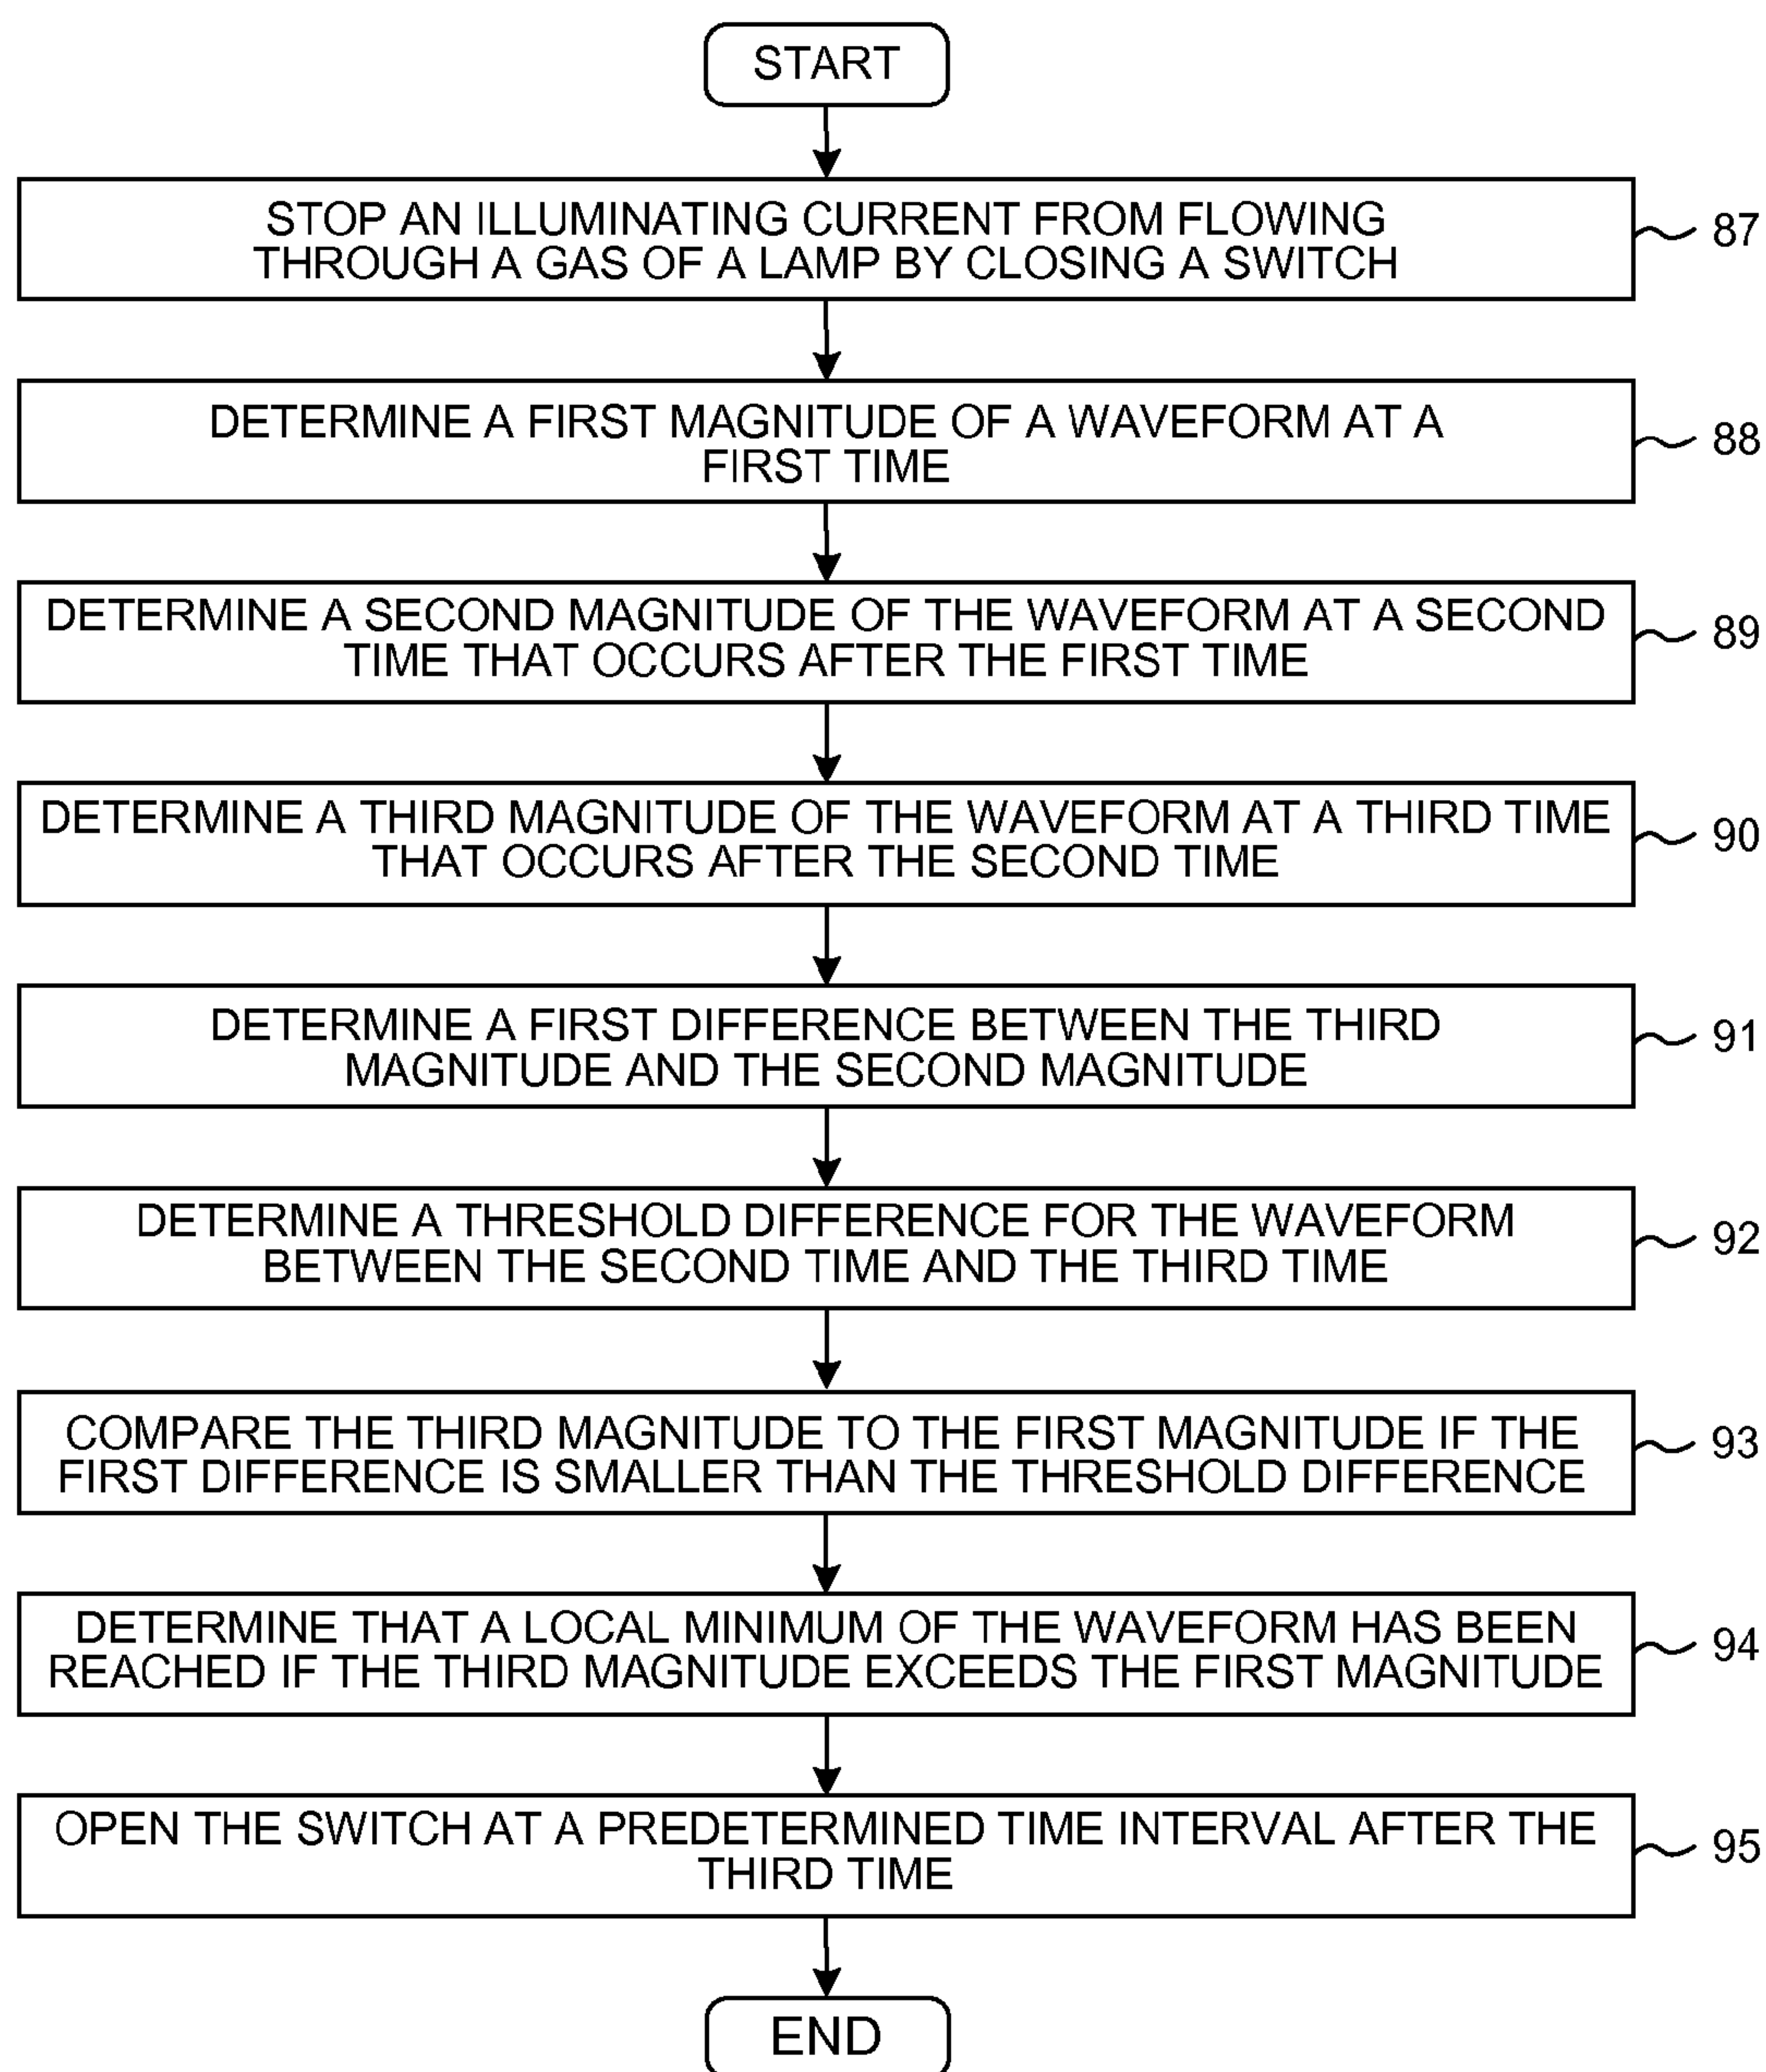 START
STOP AN ILLUMINATING CURRENT FROM FLOWING
THROUGH A GAS OF A LAMP BY CLOSING A SWITCH
87
DETERMINE A FIRST MAGNITUDE OF A WAVEFORM AT A
FIRST TIME
88
DETERMINE A SECOND MAGNITUDE OF THE WAVEFORM AT A SECOND
TIME THAT OCCURS AFTER THE FIRST TIME
89
DETERMINE A THIRD MAGNITUDE OF THE WAVEFORM AT A THIRD TIME
THAT OCCURS AFTER THE SECOND TIME
90
DETERMINE A FIRST DIFFERENCE BETWEEN THE THIRD
MAGNITUDE AND THE SECOND MAGNITUDE
91
DETERMINE A THRESHOLD DIFFERENCE FOR THE WAVEFORM
BETWEEN THE SECOND TIME AND THE THIRD TIME
92
COMPARE THE THIRD MAGNITUDE TO THE FIRST MAGNITUDE IF THE
FIRST DIFFERENCE IS SMALLER THAN THE THRESHOLD DIFFERENCE
93
DETERMINE THAT A LOCAL MINIMUM OF THE WAVEFORM HAS BEEN
REACHED IF THE THIRD MAGNITUDE EXCEEDS THE FIRST MAGNITUDE
94
OPEN THE SWITCH AT A PREDETERMINED TIME INTERVAL AFTER THE
THIRD TIME
95
END